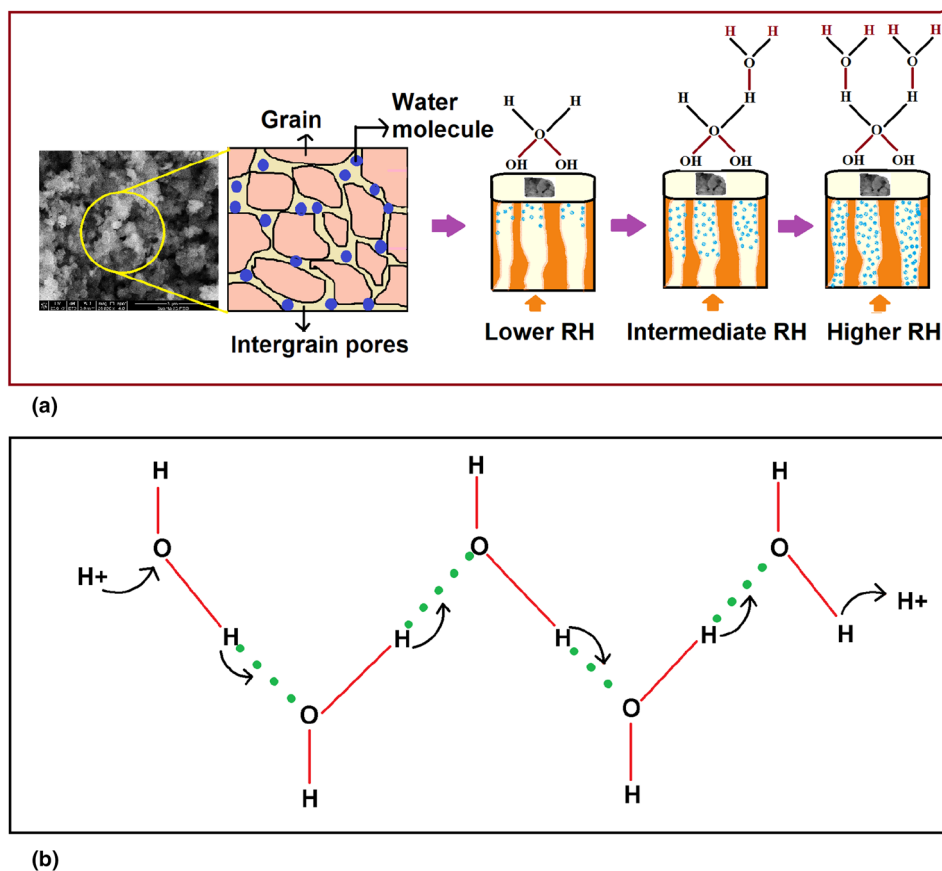 H H H H H H
O O O
Water
molecule
Grain
H H H H H H
O O O
OH OH OH OH OH OH
Intergrain pores
Lower RH Intermediate RH Higher RH
(a)
H H H
O O O
H+ H+
H H H H H
O O
H H
(b)